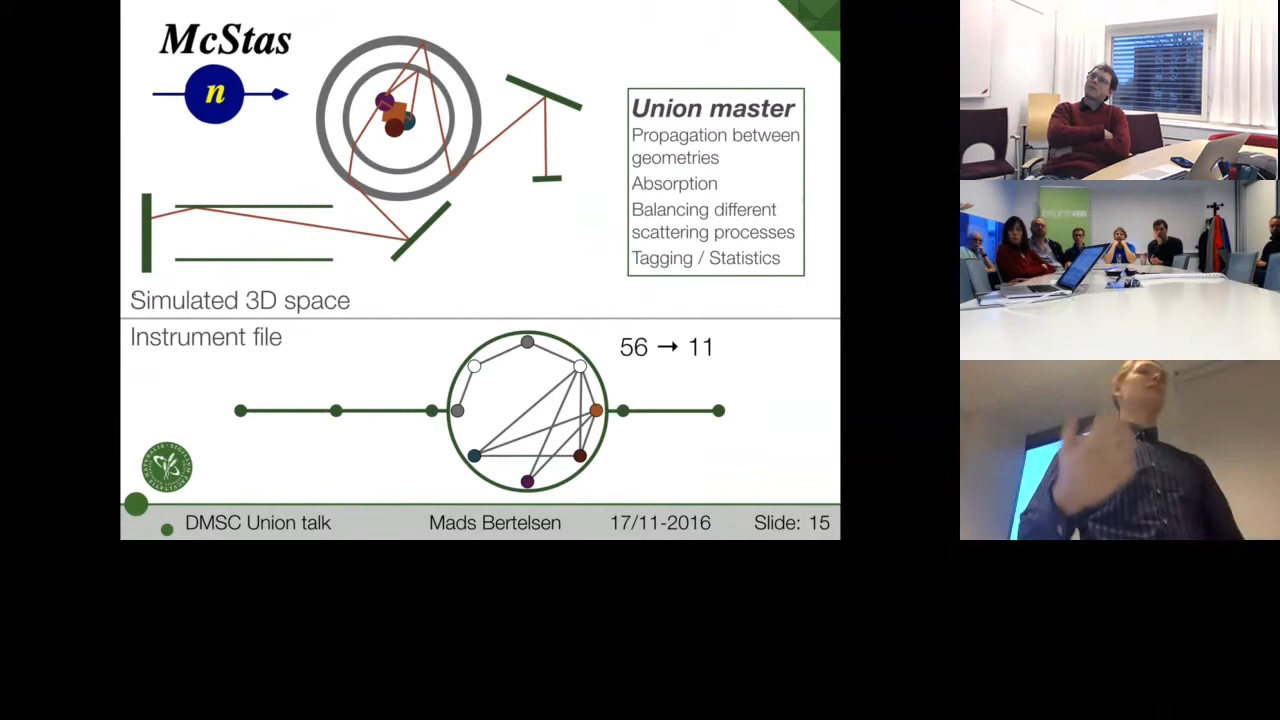 McStas
n
Union master
Propagation between
geometries
Absorption
Balancing different
scattering processes
Tagging / Statistics
Simulated 3D space
Instrument file
56 → 11
DMSC Union talk
Mads Bertelsen
17/11-2016
Slide: 15